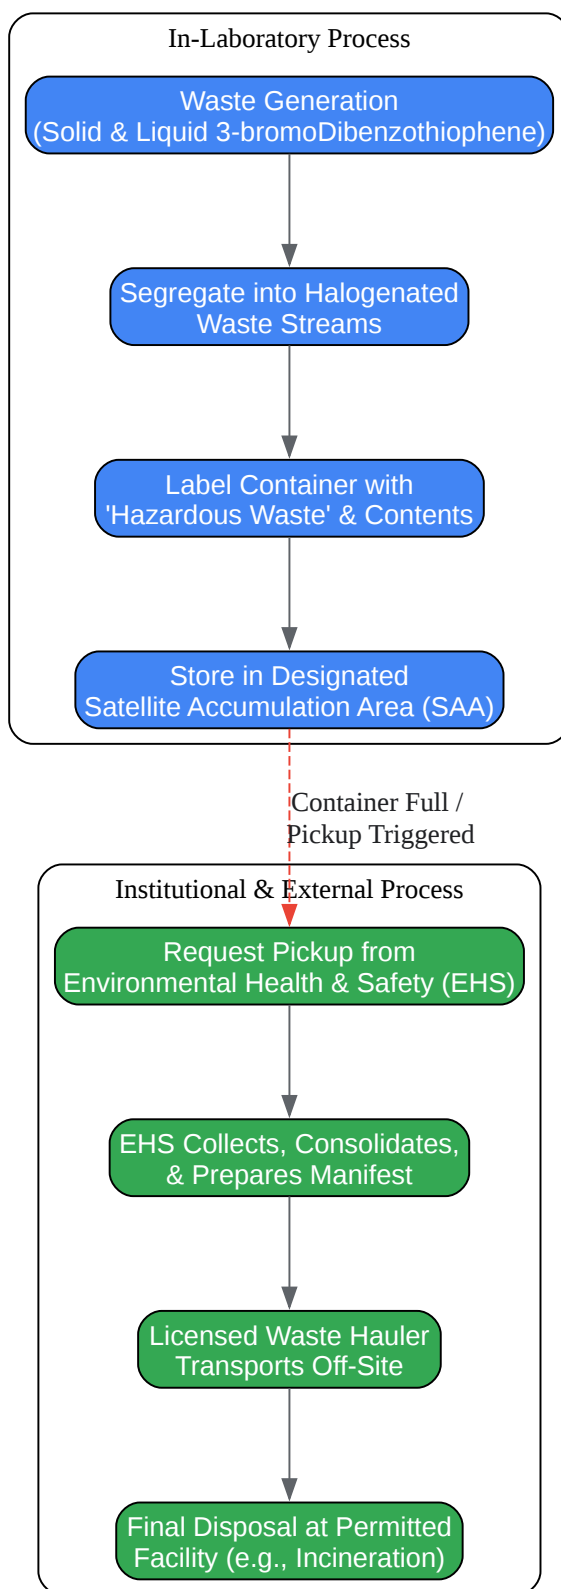 In-Laboratory Process
Waste Generation
(Solid & Liquid 3-bromoDibenzothiophene)
Segregate into Halogenated
Waste Streams
Label Container with
'Hazardous Waste' & Contents
Store in Designated
Satellite Accumulation Area (SAA)
Container Full /
Pickup Triggered
Institutional & External Process
Request Pickup from
Environmental Health & Safety (EHS)
EHS Collects, Consolidates,
& Prepares Manifest
Licensed Waste Hauler
Transports Off-Site
Final Disposal at Permitted
Facility (e.g., Incineration)